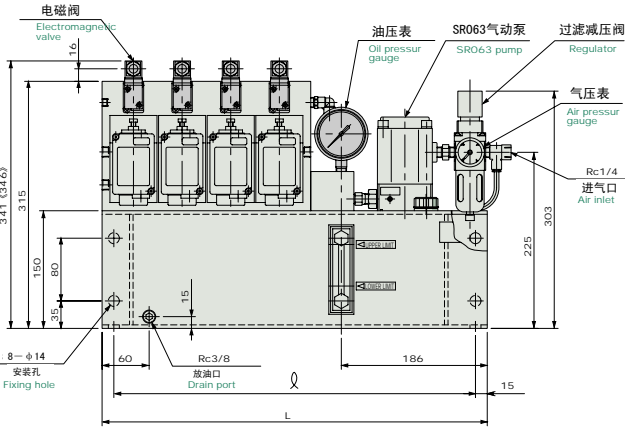 电磁阀
Electromagnetic
valve
油压表
Oil pressur
gauge
SR063气动泵
SR063 pump
过滤减压阀
Regulator
气压表
Air pressur
gauge
Rc1/4
进气口
Air inlet
16
341 (346)
315
150
80
35
15
UPPER LIMIT
LOWER LIMIT
225
303
8-φ14
安装孔
Fixing hole
60
Rc3/8
放油口
Drain port
186
15
ℓ
L